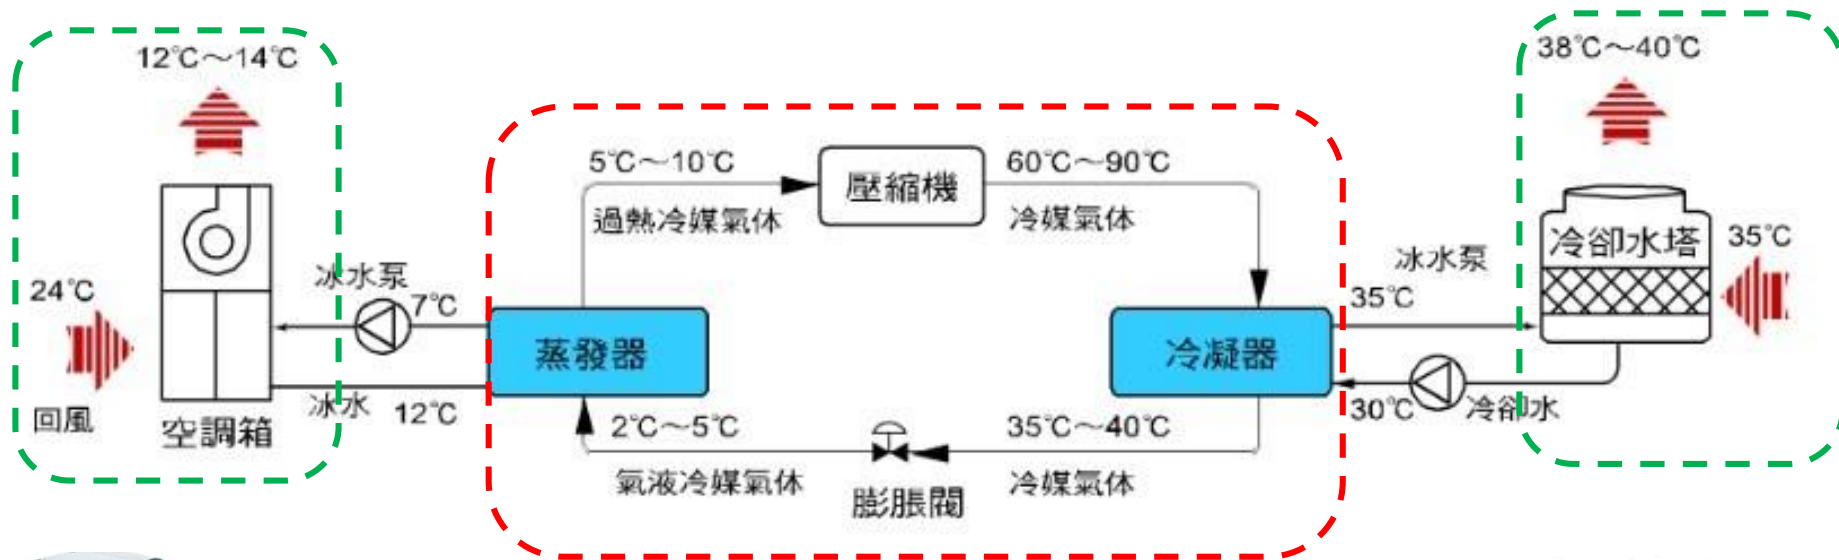 12℃～14℃
38℃～40℃
5℃～10℃
壓縮機
60℃～90℃
過熱冷媒氣体
冷媒氣体
冷卻水塔
35℃
冰水泵
冰水泵
24℃
7℃
35℃
蒸發器
冷凝器
回風
冰水
12℃
空調箱
2℃～5℃
35℃～40℃
30℃
冷卻水
氣液冷媒氣体
膨脹閥
冷媒氣体